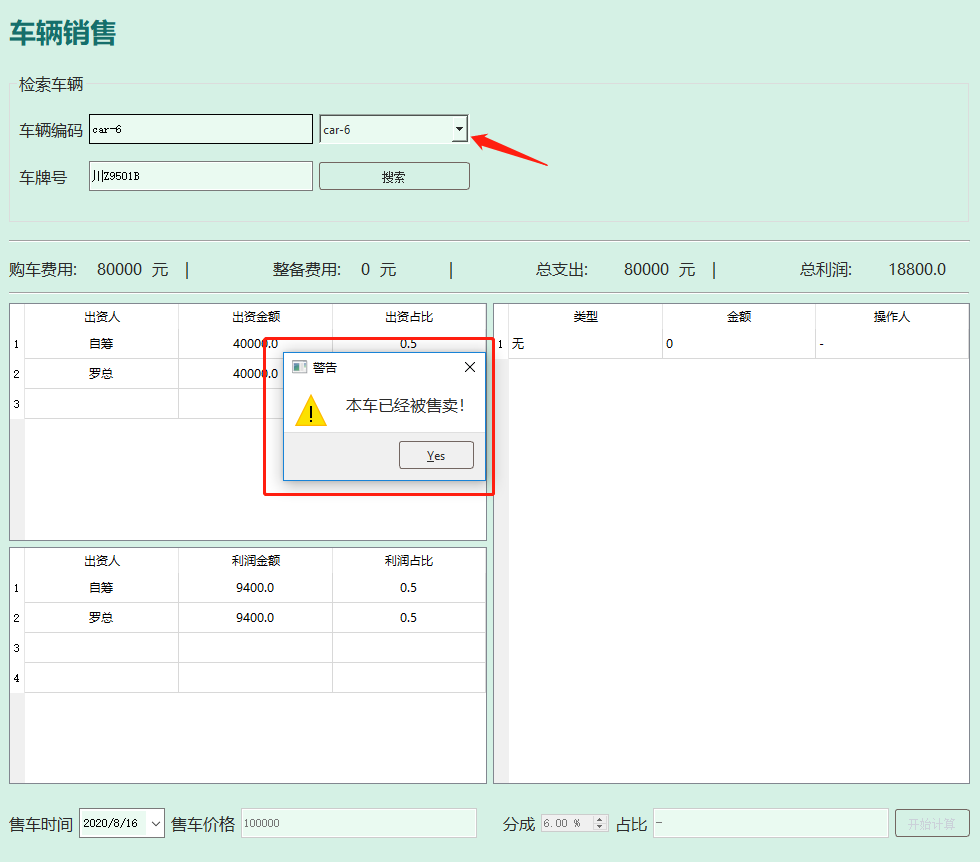 车辆销售
检索车辆
车辆编码 car-6 car-6
车牌号 川Z9501B 搜索
购车费用: 80000 元 | 整备费用: 0 元 | 总支出: 80000 元 | 总利润: 18800.0
出资人 出资金额 出资占比
1 自筹 40000.0 0.5
2 罗总 40000.0
3
类型 金额 操作人
1 无 0 -
警告
本车已经被售卖!
Yes
出资人 利润金额 利润占比
1 自筹 9400.0 0.5
2 罗总 9400.0 0.5
3
4
售车时间 2020/8/16 售车价格 100000 分成 6.00 % 占比 - 开始计算